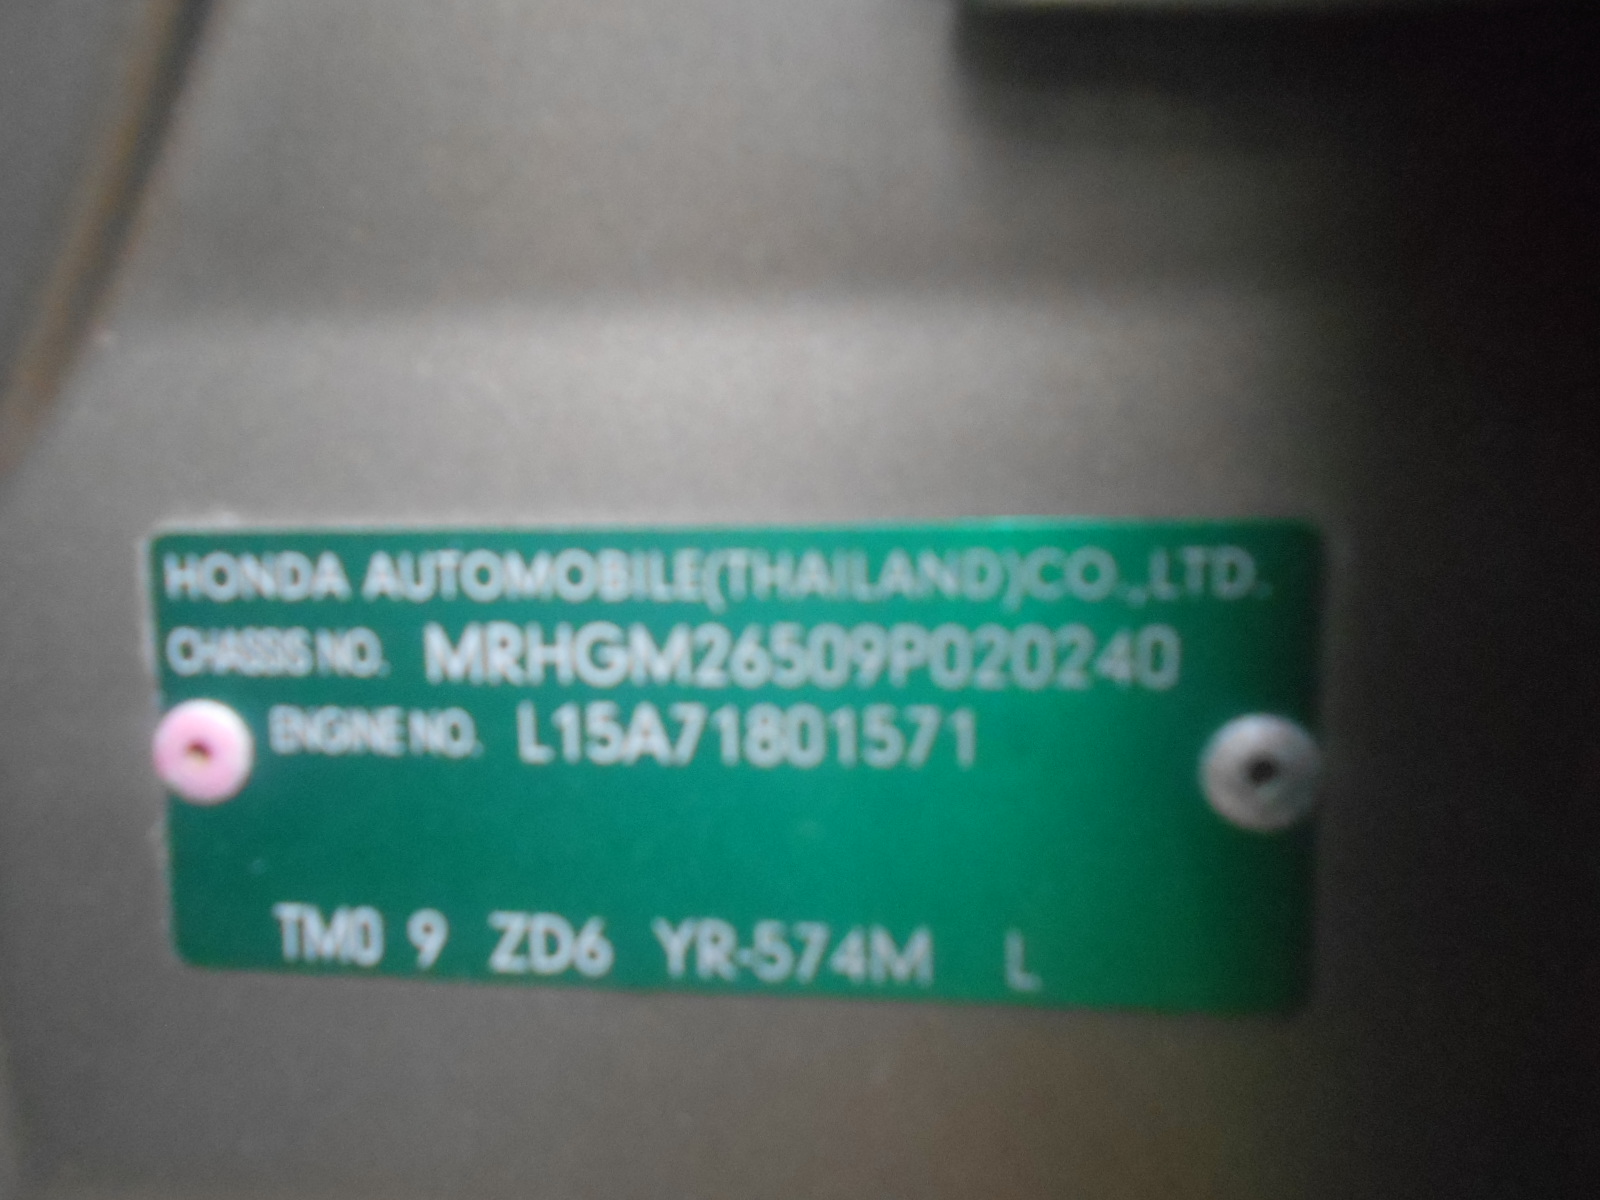 HONDA AUTOMOBILE(THAILAND)CO.,LTD.
CHASSIS NO. MRHGM26509P020240
ENGINE NO. L15A71801571
TM0 9 ZD6 YR-574M L